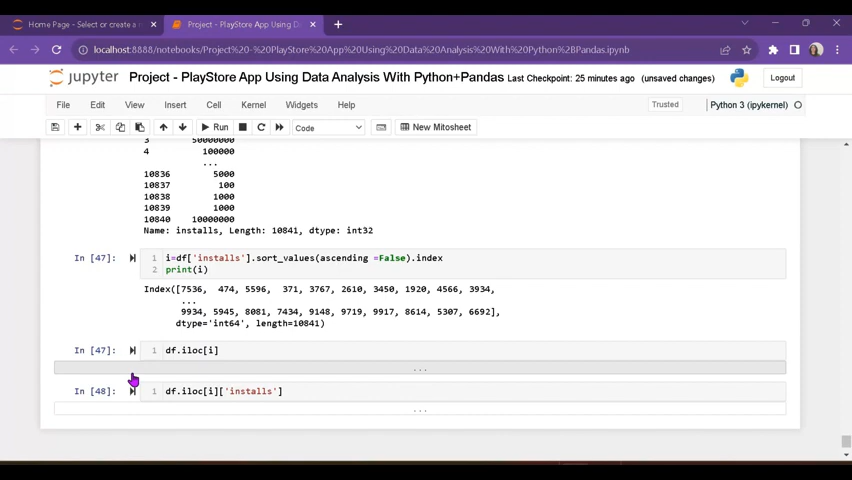 Home Page - Select or create a n
Project - PlayStore App Using D
localhost:8888/notebooks/Project%20-%20PlayStore%20App%20Using%20Data%20Analysis%20With%20Python%2BPandas.ipynb
jupyter Project - PlayStore App Using Data Analysis With Python+Pandas Last Checkpoint: 25 minutes ago (unsaved changes) Logout
File Edit View Insert Cell Kernel Widgets Help Trusted Python 3 (ipykernel)
Run Code New Mitosheet
3 50000000
4 100000
...
10836 5000
10837 100
10838 1000
10839 1000
10840 10000000
Name: installs, Length: 10841, dtype: int32
In [47]: 1 i=df['installs'].sort_values(ascending =False).index
2 print(i)
Index([7536, 474, 5596, 371, 3767, 2610, 3450, 1920, 4566, 3934,
...
9934, 5945, 8081, 7434, 9148, 9719, 9917, 8614, 5307, 6692],
dtype='int64', length=10841)
In [47]: 1 df.iloc[i]
...
In [48]: 1 df.iloc[i]['installs']
...